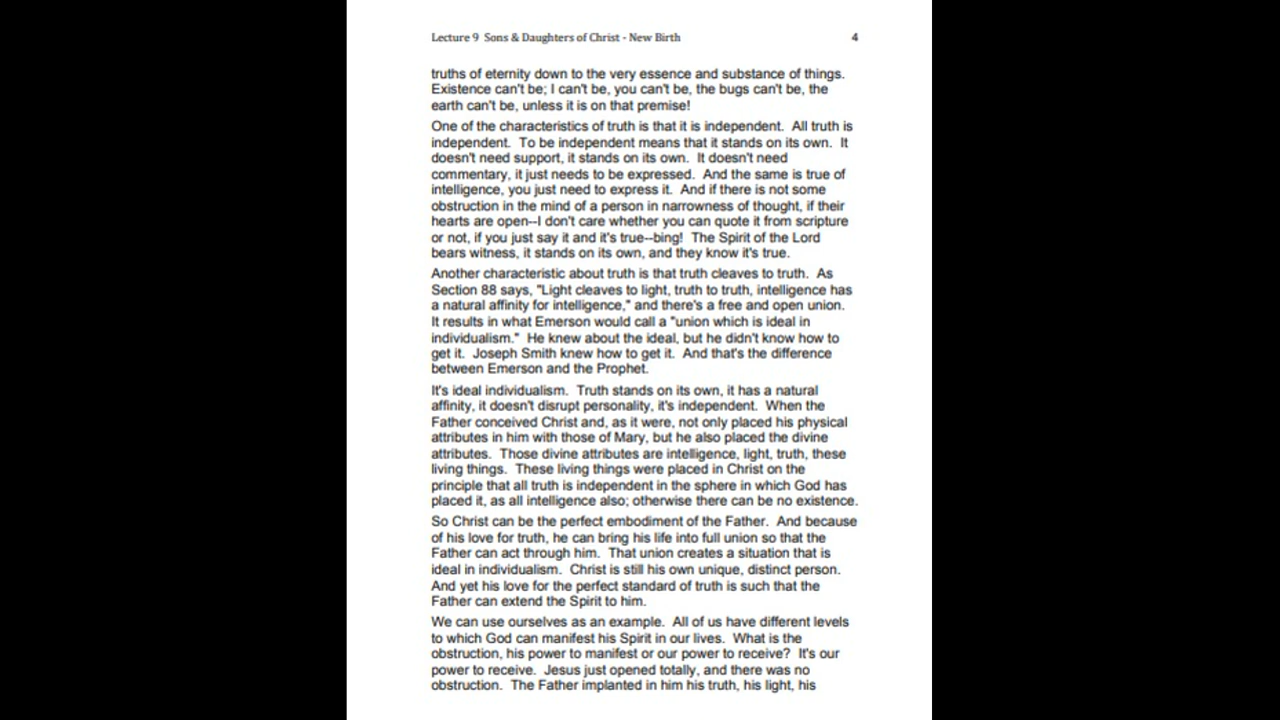 Lecture 9 Sons & Daughters of Christ - New Birth 4
truths of eternity down to the very essence and substance of things.
Existence can't be; I can't be, you can't be, the bugs can't be, the
earth can't be, unless it is on that premise!
One of the characteristics of truth is that it is independent. All truth is
independent. To be independent means that it stands on its own. It
doesn't need support, it stands on its own. It doesn't need
commentary, it just needs to be expressed. And the same is true of
intelligence, you just need to express it. And if there is not some
obstruction in the mind of a person in narrowness of thought, if their
hearts are open--I don't care whether you can quote it from scripture
or not, if you just say it and it's true--bing! The Spirit of the Lord
bears witness, it stands on its own, and they know it's true.
Another characteristic about truth is that truth cleaves to truth. As
Section 88 says, "Light cleaves to light, truth to truth, intelligence has
a natural affinity for intelligence," and there's a free and open union.
It results in what Emerson would call a "union which is ideal in
individualism." He knew about the ideal, but he didn't know how to
get it. Joseph Smith knew how to get it. And that's the difference
between Emerson and the Prophet.
It's ideal individualism. Truth stands on its own, it has a natural
affinity, it doesn't disrupt personality, it's independent. When the
Father conceived Christ and, as it were, not only placed his physical
attributes in him with those of Mary, but he also placed the divine
attributes. Those divine attributes are intelligence, light, truth, these
living things. These living things were placed in Christ on the
principle that all truth is independent in the sphere in which God has
placed it, as all intelligence also; otherwise there can be no existence.
So Christ can be the perfect embodiment of the Father. And because
of his love for truth, he can bring his life into full union so that the
Father can act through him. That union creates a situation that is
ideal in individualism. Christ is still his own unique, distinct person.
And yet his love for the perfect standard of truth is such that the
Father can extend the Spirit to him.
We can use ourselves as an example. All of us have different levels
to which God can manifest his Spirit in our lives. What is the
obstruction, his power to manifest or our power to receive? It's our
power to receive. Jesus just opened totally, and there was no
obstruction. The Father implanted in him his truth, his light, his